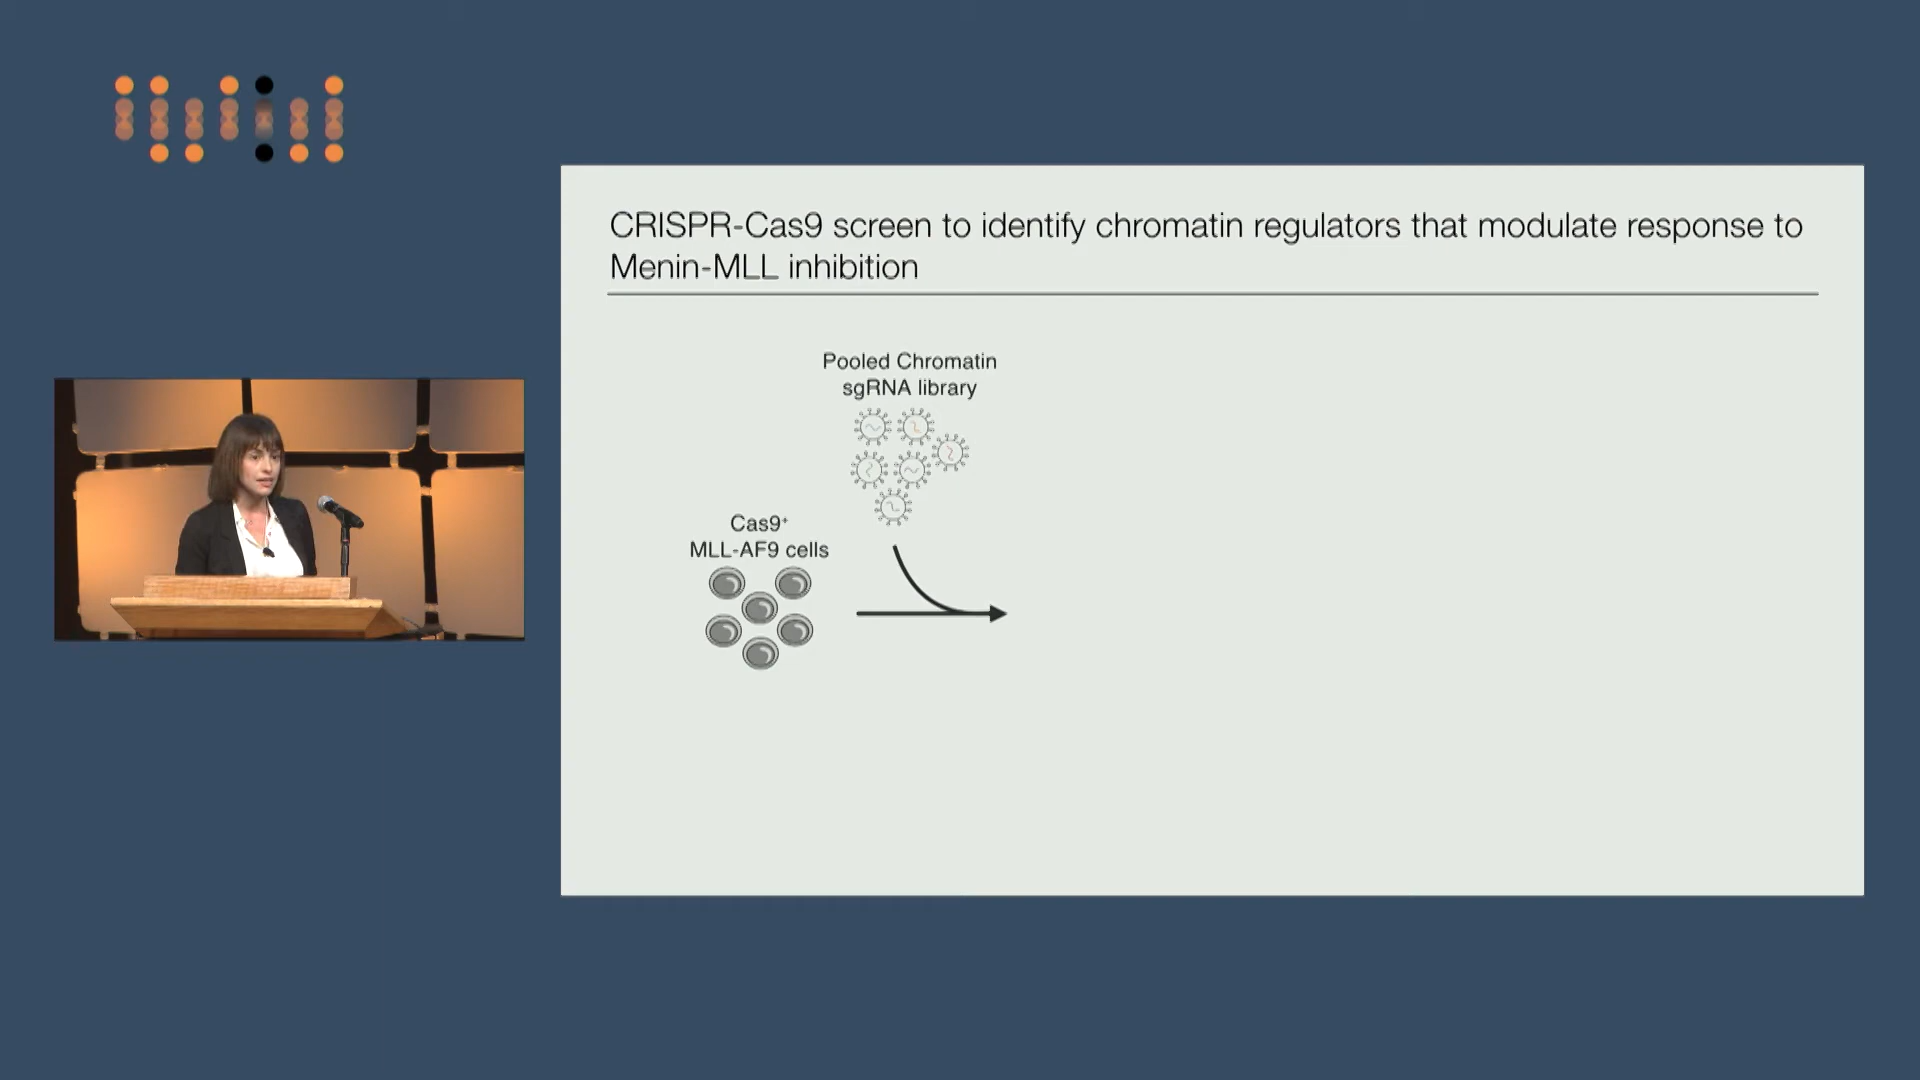 CRISPR-Cas9 screen to identify chromatin regulators that modulate response to
Menin-MLL inhibition
Pooled Chromatin
sgRNA library
Cas9⁺
MLL-AF9 cells